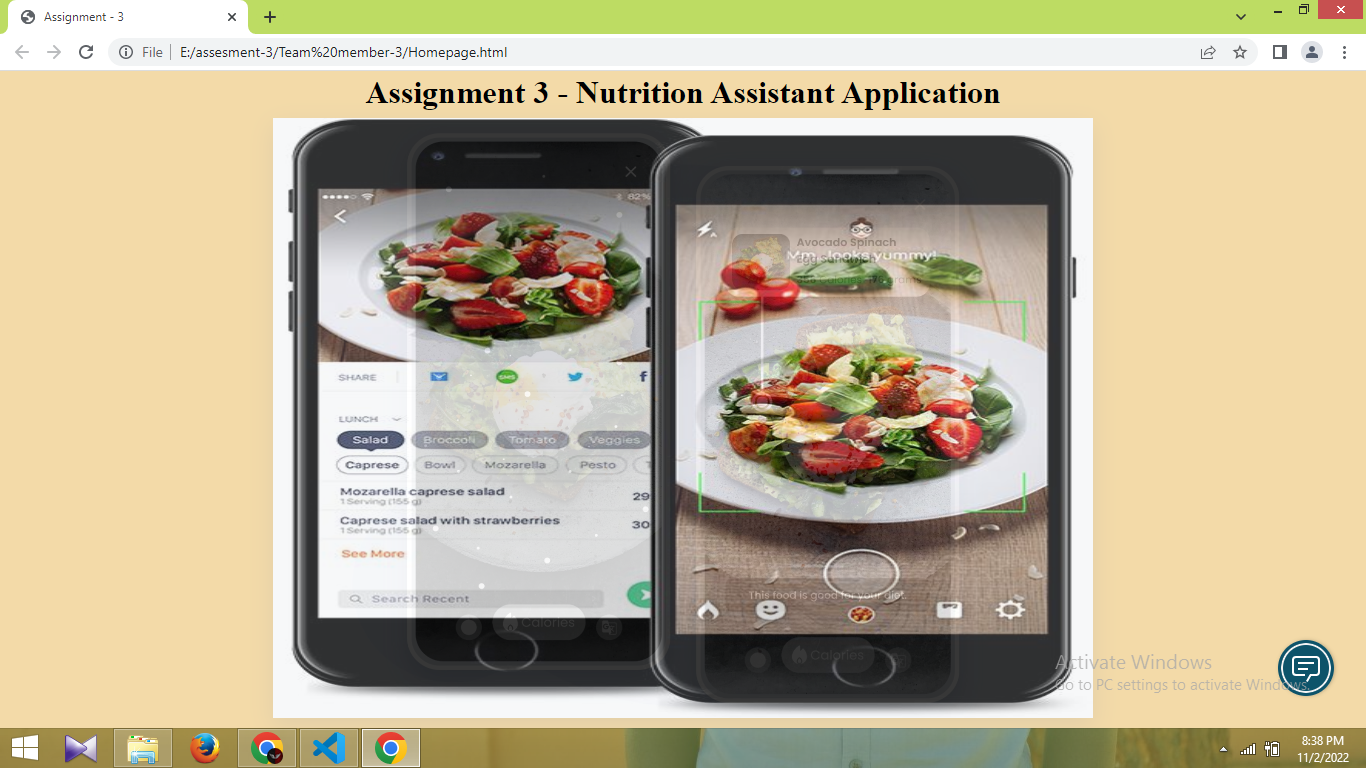 Assignment - 3
File
E:/assesment-3/Team%20member-3/Homepage.html
Assignment 3 - Nutrition Assistant Application
82%
SHARE
SMS
LUNCH
Salad Broccoli Tomato Veggies
Caprese Bowl Mozarella Pesto T
Mozarella caprese salad 29
1 Serving (155 g)
Caprese salad with strawberries 30
1 Serving (155 g)
See More
Search Recent
Calories
Avocado Spinach
Egg Sandwich
Mm, looks yummy!
This food is good for your diet.
Calories
Activate Windows
Go to PC settings to activate Windows.
8:38 PM
11/2/2022